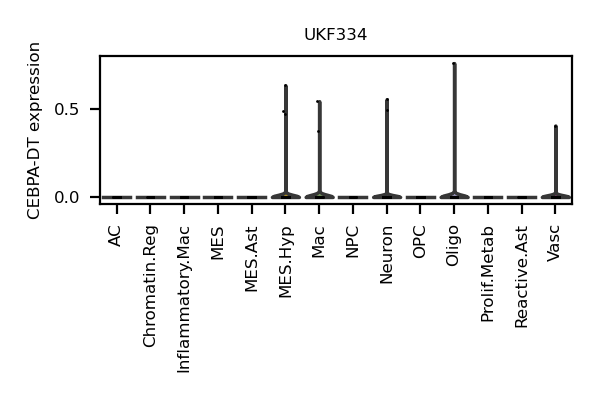 UKF334
CEBPA-DT expression
0.5
0.0
AC
Chromatin.Reg
Inflammatory.Mac
MES
MES.Ast
MES.Hyp
Mac
NPC
Neuron
OPC
Oligo
Prolif.Metab
Reactive.Ast
Vasc